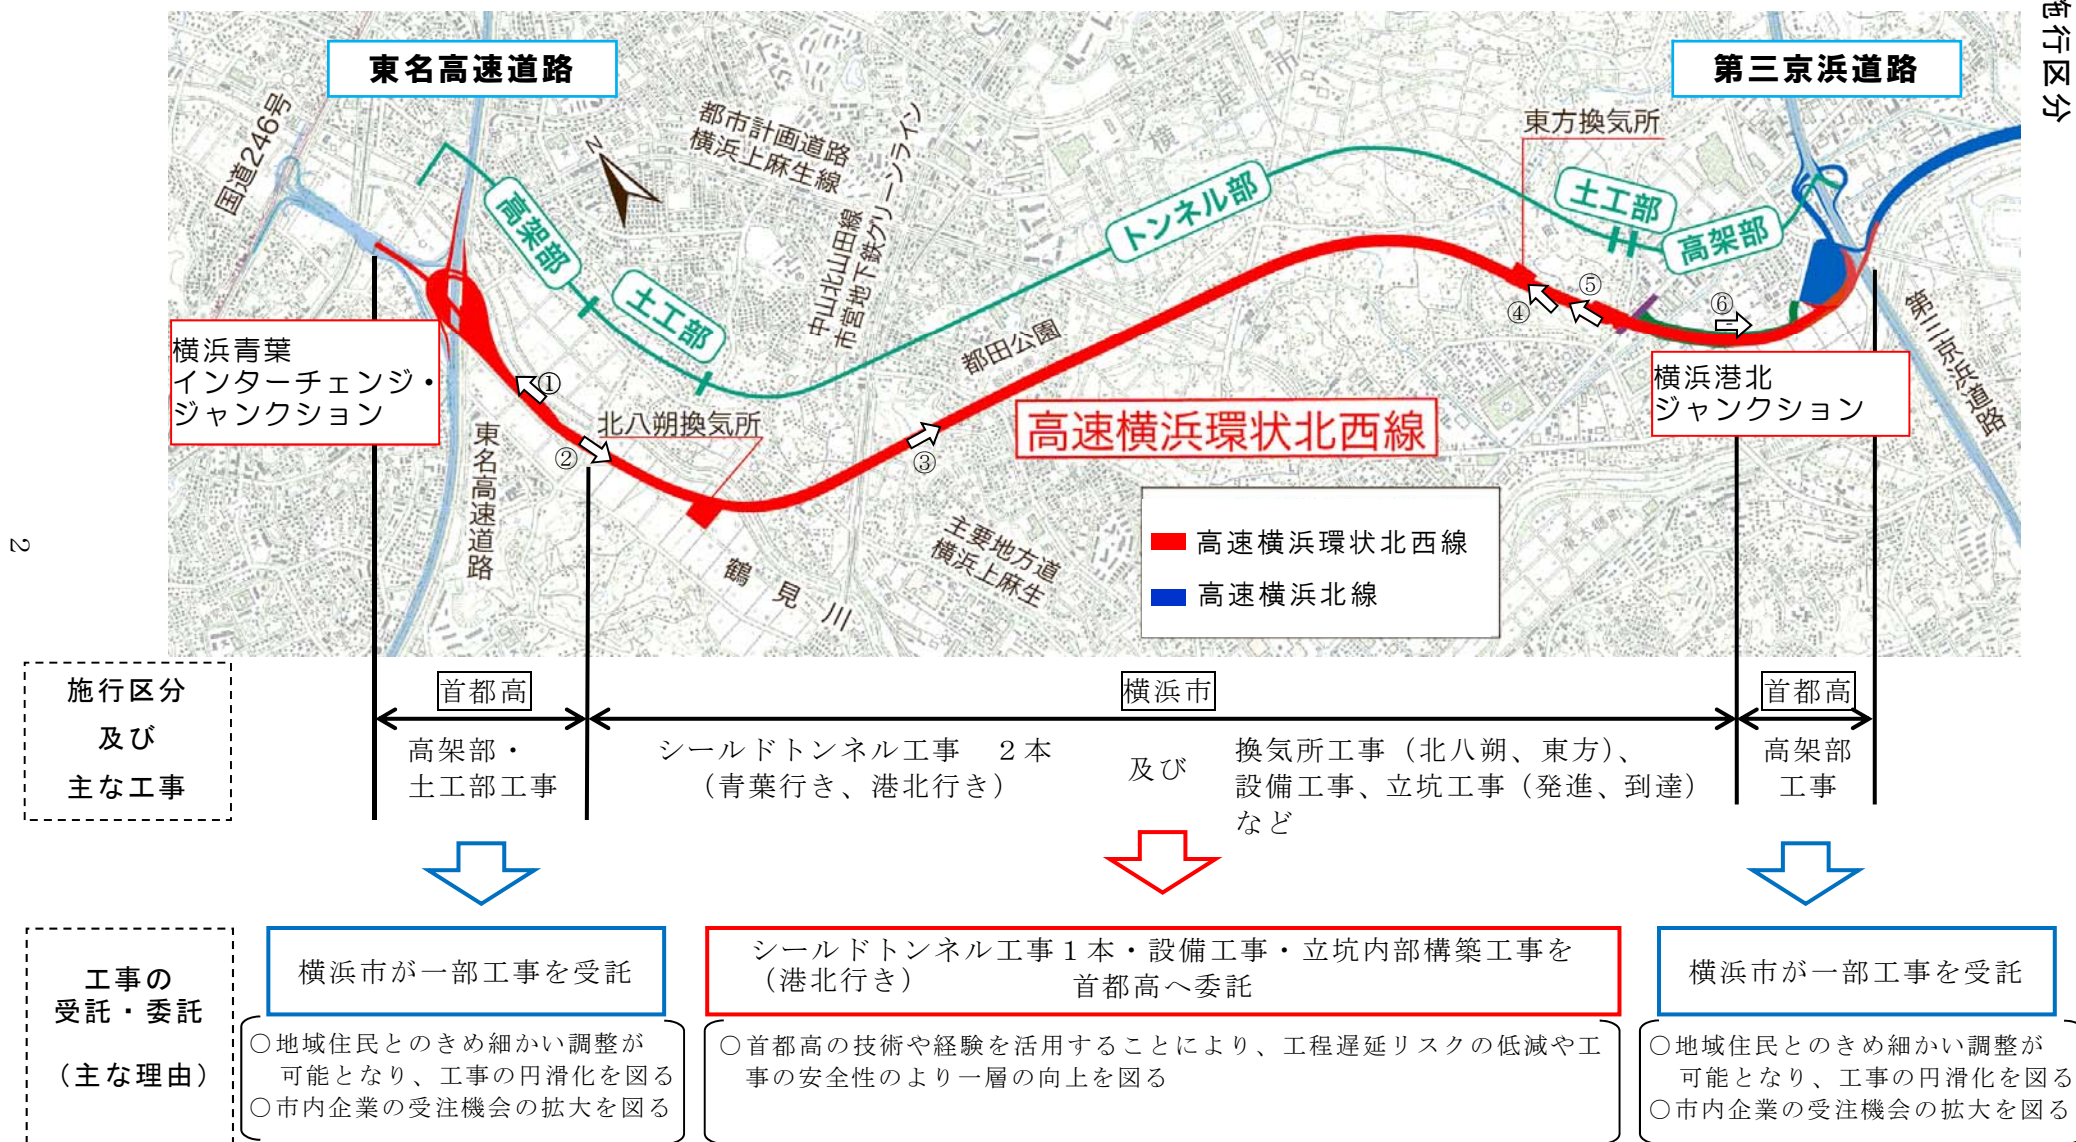 施行区分
東名高速道路
第三京浜道路
国道246号
都市計画道路
横浜上麻生線
中山北山田線
市営地下鉄グリーンライン
東方換気所
高架部
土工部
トンネル部
土工部
高架部
N
横浜青葉
インターチェンジ・
ジャンクション
①
②
③
④
⑤
⑥
北八朔換気所
都田公園
高速横浜環状北西線
横浜港北
ジャンクション
第三京浜道路
東名高速道路
鶴見川
主要地方道
横浜上麻生
高速横浜環状北西線
高速横浜北線
2
施行区分
及び
主な工事
首都高
高架部・
土工部工事
横浜市
シールドトンネル工事 2本
(青葉行き、港北行き)
及び
換気所工事(北八朔、東方)、
設備工事、立坑工事(発進、到達)
など
首都高
高架部
工事
工事の
受託・委託
(主な理由)
横浜市が一部工事を受託
○地域住民とのきめ細かい調整が
可能となり、工事の円滑化を図る
○市内企業の受注機会の拡大を図る
シールドトンネル工事1本・設備工事・立坑内部構築工事を
(港北行き) 首都高へ委託
○首都高の技術や経験を活用することにより、工程遅延リスクの低減や工
事の安全性のより一層の向上を図る
横浜市が一部工事を受託
○地域住民とのきめ細かい調整が
可能となり、工事の円滑化を図る
○市内企業の受注機会の拡大を図る